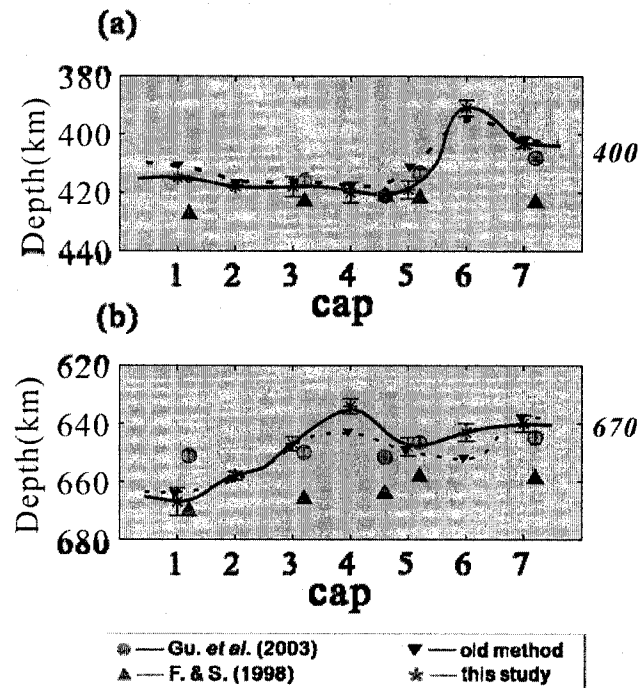 (a)
380
400
420
440
Depth(km)
400
1 2 3 4 5 6 7
cap
(b)
620
640
660
680
Depth(km)
670
1 2 3 4 5 6 7
cap
Gu. et al. (2003)
old method
F. & S. (1998)
this study